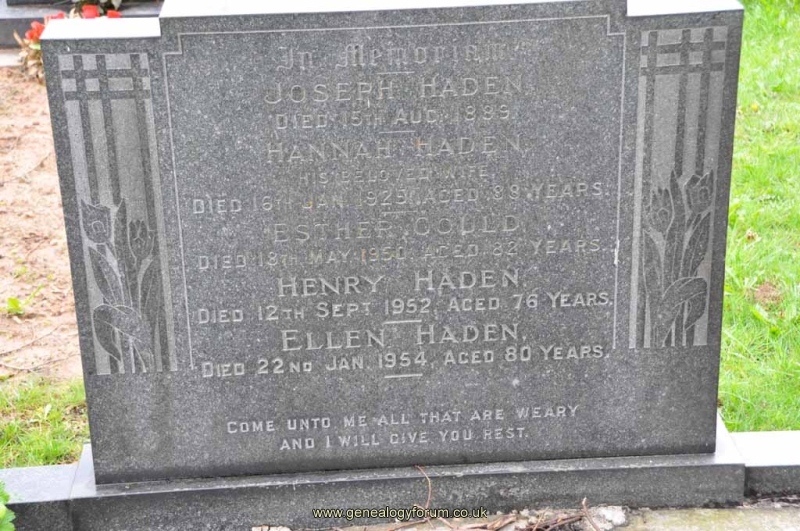 In Memoriam
JOSEPH HADEN,
DIED 15TH AUG. 1889.
HANNAH HADEN,
HIS BELOVED WIFE,
DIED 16TH JAN. 1925, AGED 89 YEARS.
ESTHER GOULD,
DIED 18TH MAY, 1950, AGED 82 YEARS.
HENRY HADEN,
DIED 12TH SEPT. 1952, AGED 76 YEARS.
ELLEN HADEN,
DIED 22ND JAN. 1954, AGED 80 YEARS.
COME UNTO ME ALL THAT ARE WEARY
AND I WILL GIVE YOU REST.
www.genealogyforum.co.uk